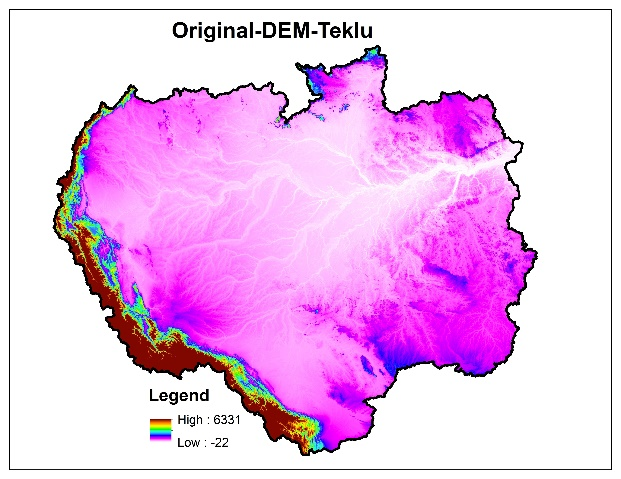 Original-DEM-Teklu
Legend
High : 6331
Low : -22